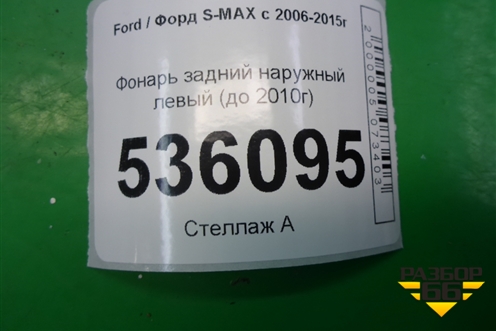 Ford / Форд S-MAX с 2006-2015г
Фонарь задний наружный
левый (до 2010г)
536095
Стеллаж А
2000005073403
РАЗБОР
66